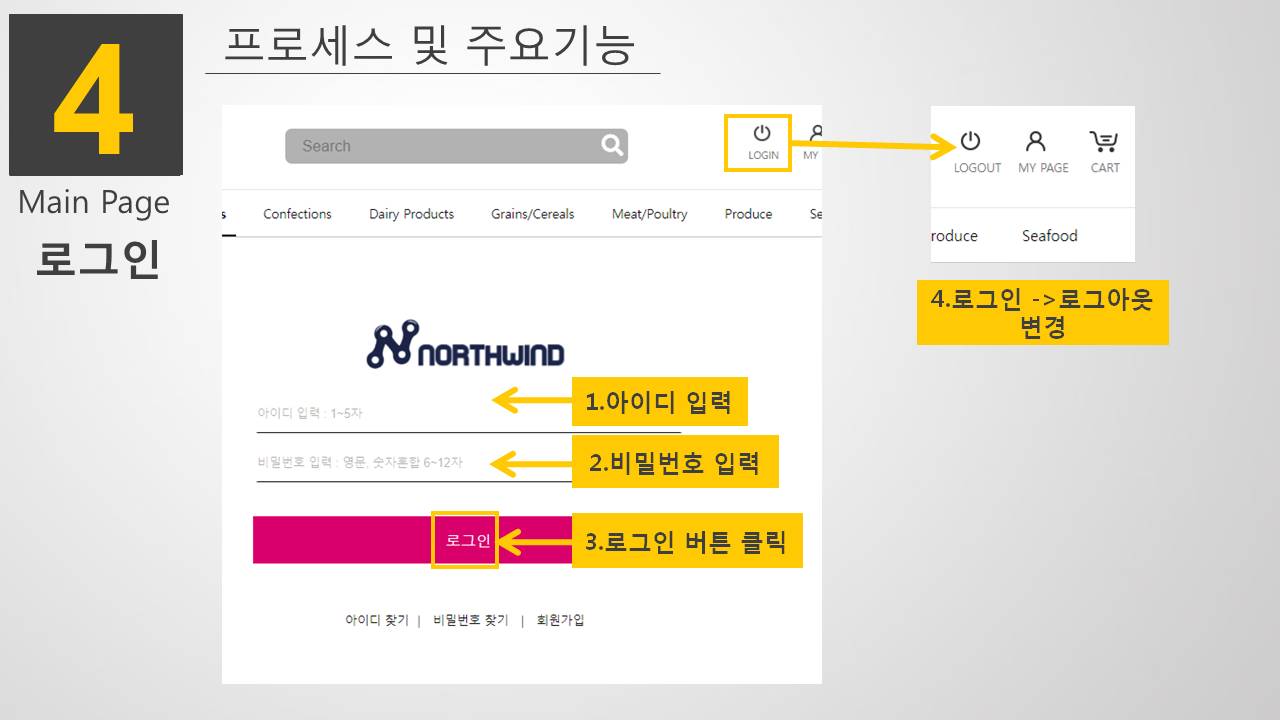 4
프로세스 및 주요기능
Main Page
로그인
Search
LOGIN
MY
s
Confections
Dairy Products
Grains/Cereals
Meat/Poultry
Produce
Se
NORTHWIND
아이디 입력 : 1~5자
1.아이디 입력
비밀번호 입력 : 영문, 숫자혼합 6~12자
2.비밀번호 입력
로그인
3.로그인 버튼 클릭
아이디 찾기 | 비밀번호 찾기 | 회원가입
LOGOUT
MY PAGE
CART
roduce
Seafood
4.로그인 ->로그아웃
변경